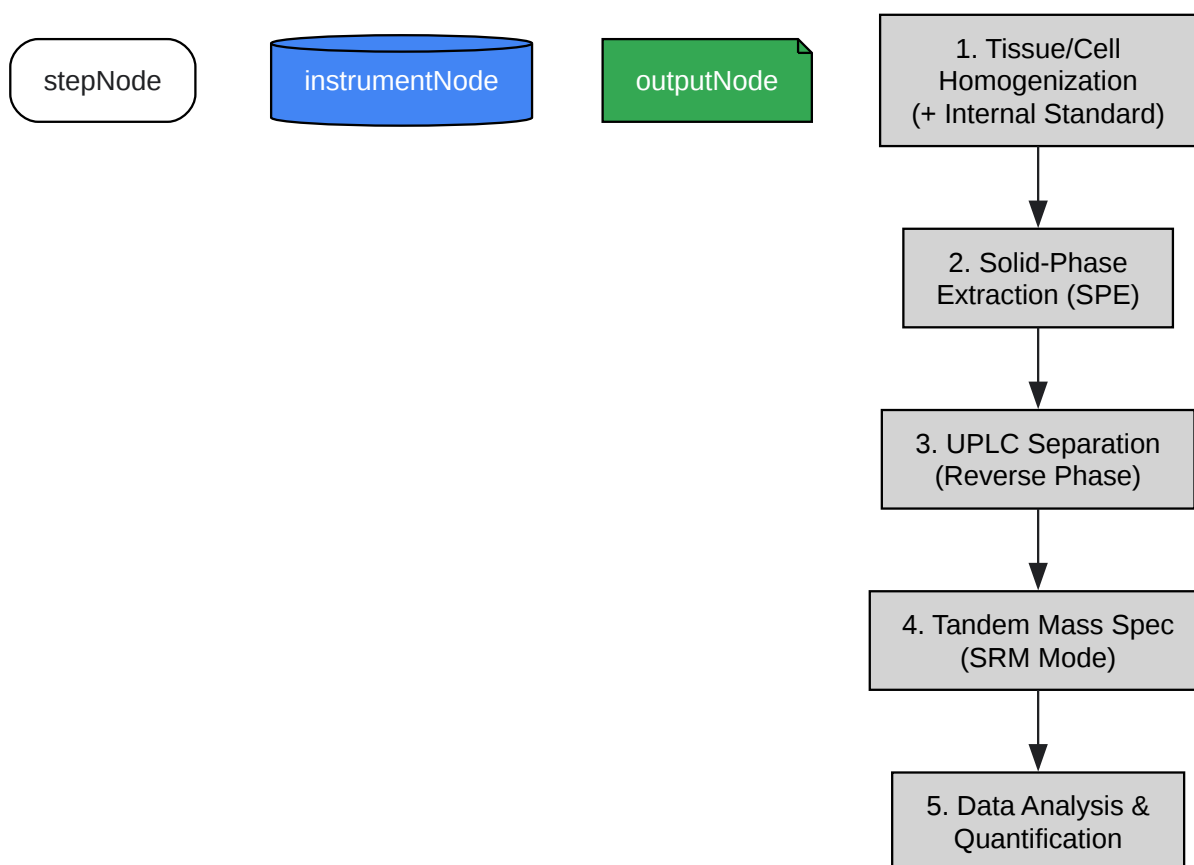 stepNode
instrumentNode
outputNode
1. Tissue/Cell
Homogenization
(+ Internal Standard)
2. Solid-Phase
Extraction (SPE)
3. UPLC Separation
(Reverse Phase)
4. Tandem Mass Spec
(SRM Mode)
5. Data Analysis &
Quantification